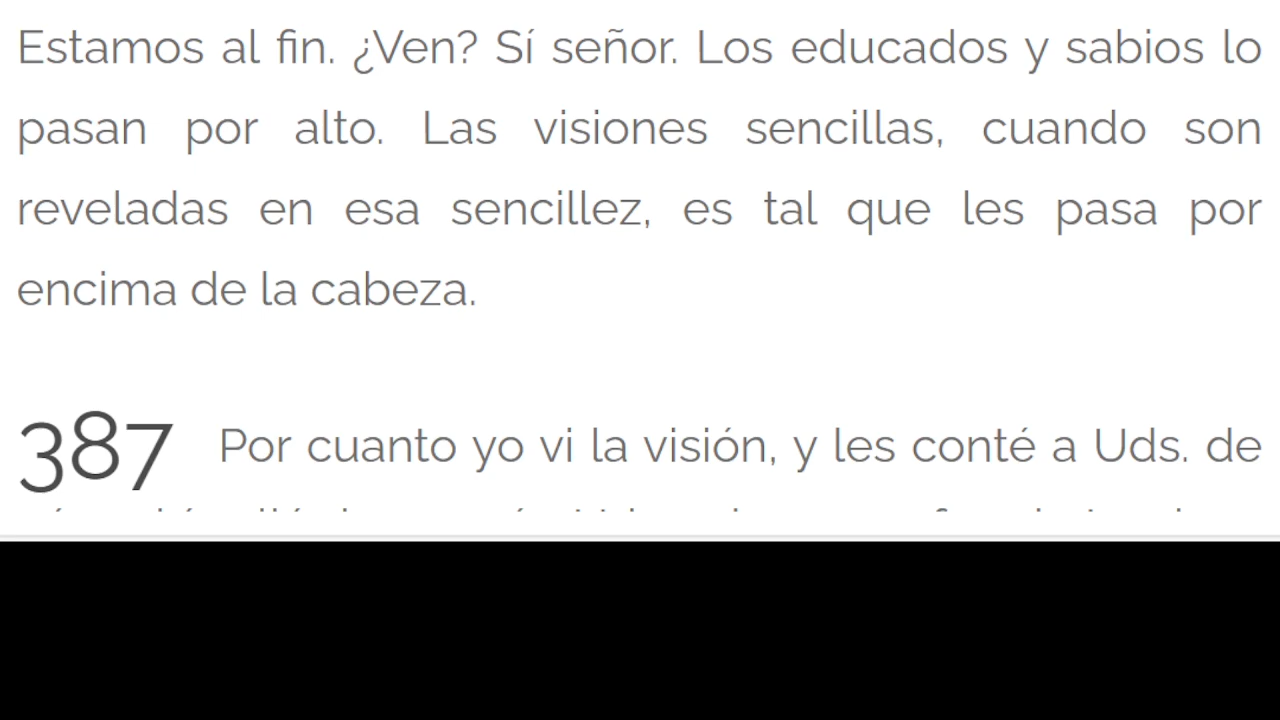 Estamos al fin. ¿Ven? Sí señor. Los educados y sabios lo
pasan por alto. Las visiones sencillas, cuando son
reveladas en esa sencillez, es tal que les pasa por
encima de la cabeza.
387 Por cuanto yo vi la visión, y les conté a Uds. de